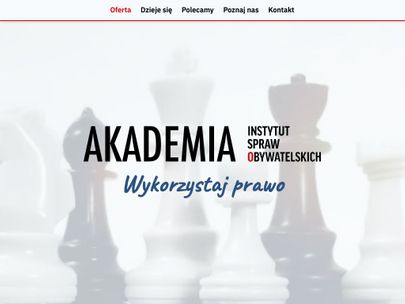 Oferta Dzieje się Polecamy Poznaj nas Kontakt
AKADEMIA
INSTYTUT
SPRAW
OBYWATELSKICH
Wykorzystaj prawo